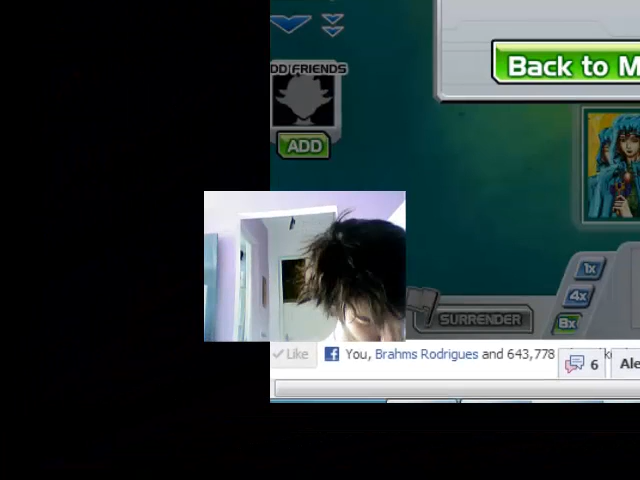 Back to M
DD FRIENDS
ADD
1x
4x
8x
SURRENDER
Like
You, Brahms Rodrigues and 643,778
6
Ale